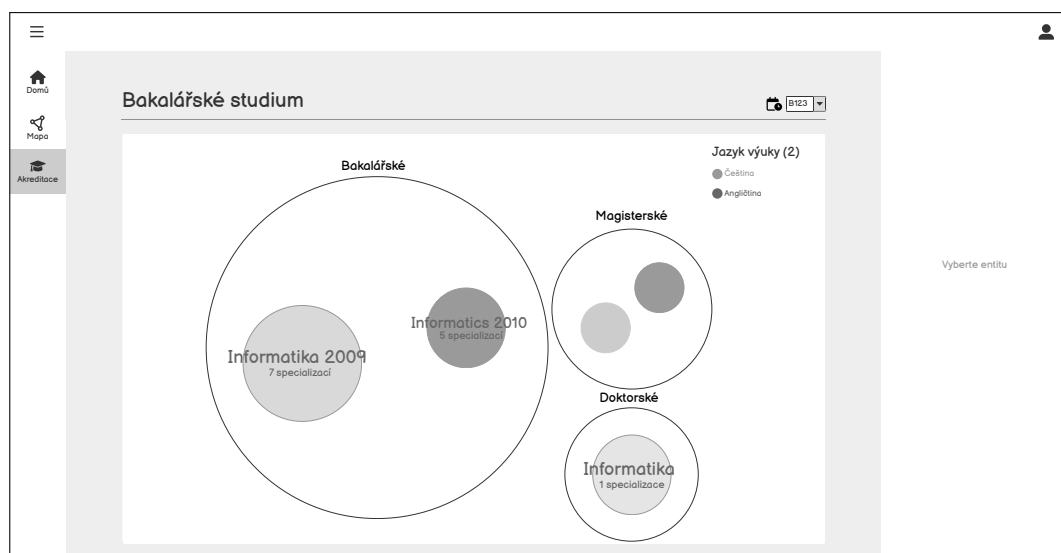 Domů
Mapa
Akreditace
Bakalářské studium
B123
Jazyk výuky (2)
Čeština
Angličtina
Bakalářské
Informatika 2009
7 specializací
Informatics 2010
5 specializací
Magisterské
Doktorské
Informatika
1 specializace
Vyberte entitu